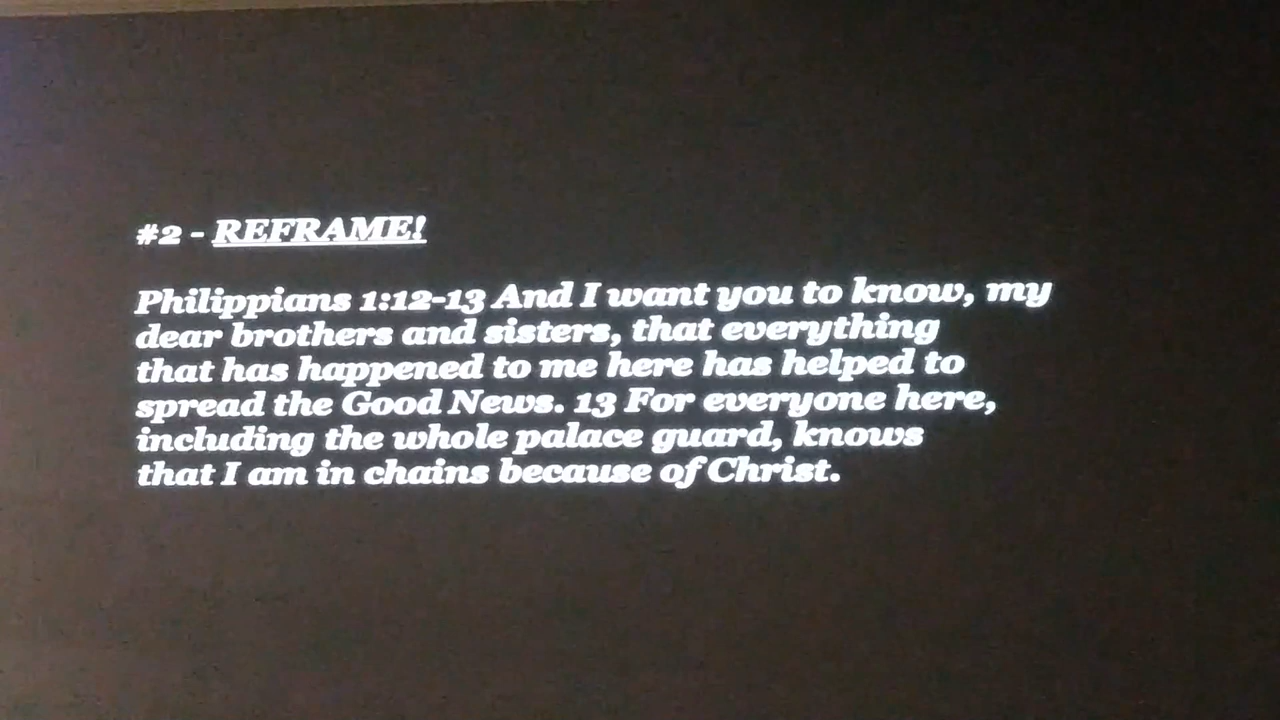 #2 - REFRAME!
Philippians 1:12-13 And I want you to know, my
dear brothers and sisters, that everything
that has happened to me here has helped to
spread the Good News. 13 For everyone here,
including the whole palace guard, knows
that I am in chains because of Christ.